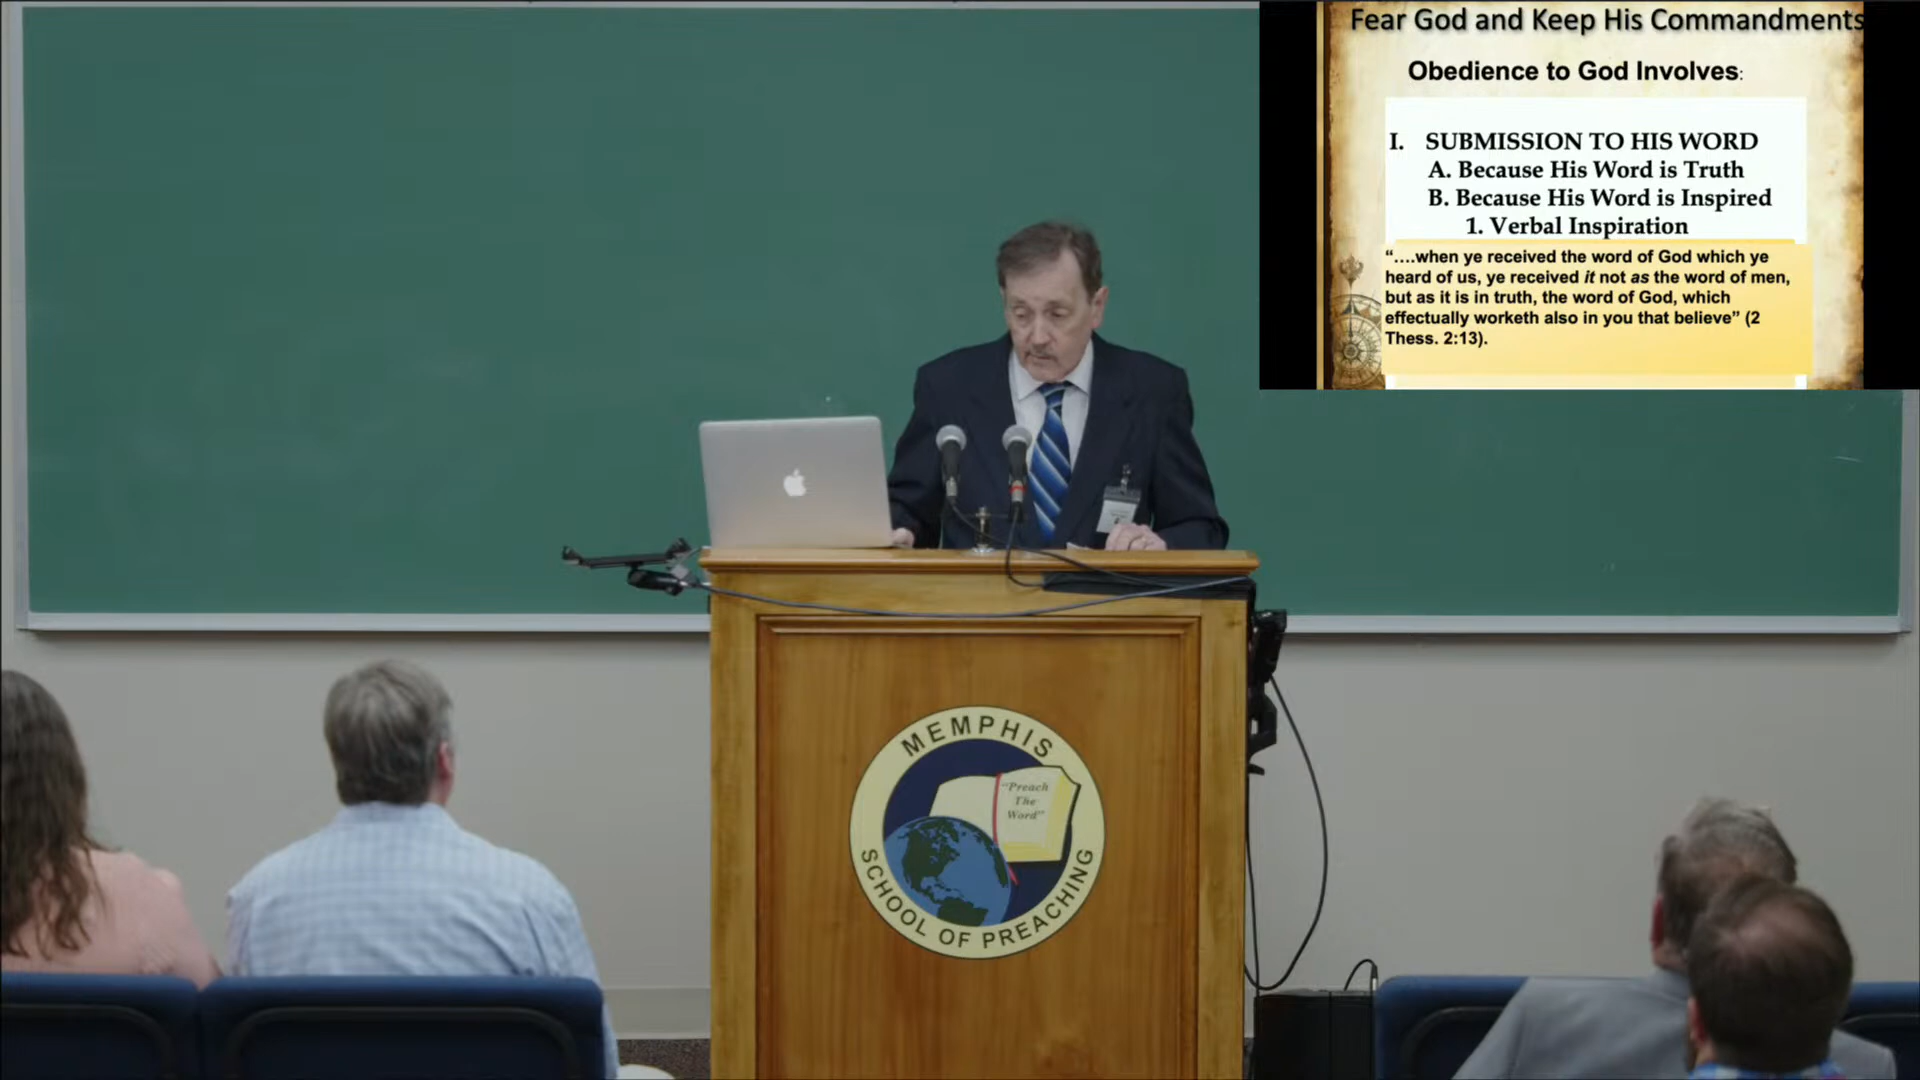 Fear God and Keep His Commandments
Obedience to God Involves:
I. SUBMISSION TO HIS WORD
A. Because His Word is Truth
B. Because His Word is Inspired
1. Verbal Inspiration
“....when ye received the word of God which ye
heard of us, ye received it not as the word of men,
but as it is in truth, the word of God, which
effectually worketh also in you that believe” (2
Thess. 2:13).
MEMPHIS
"Preach
The
Word"
SCHOOL OF PREACHING